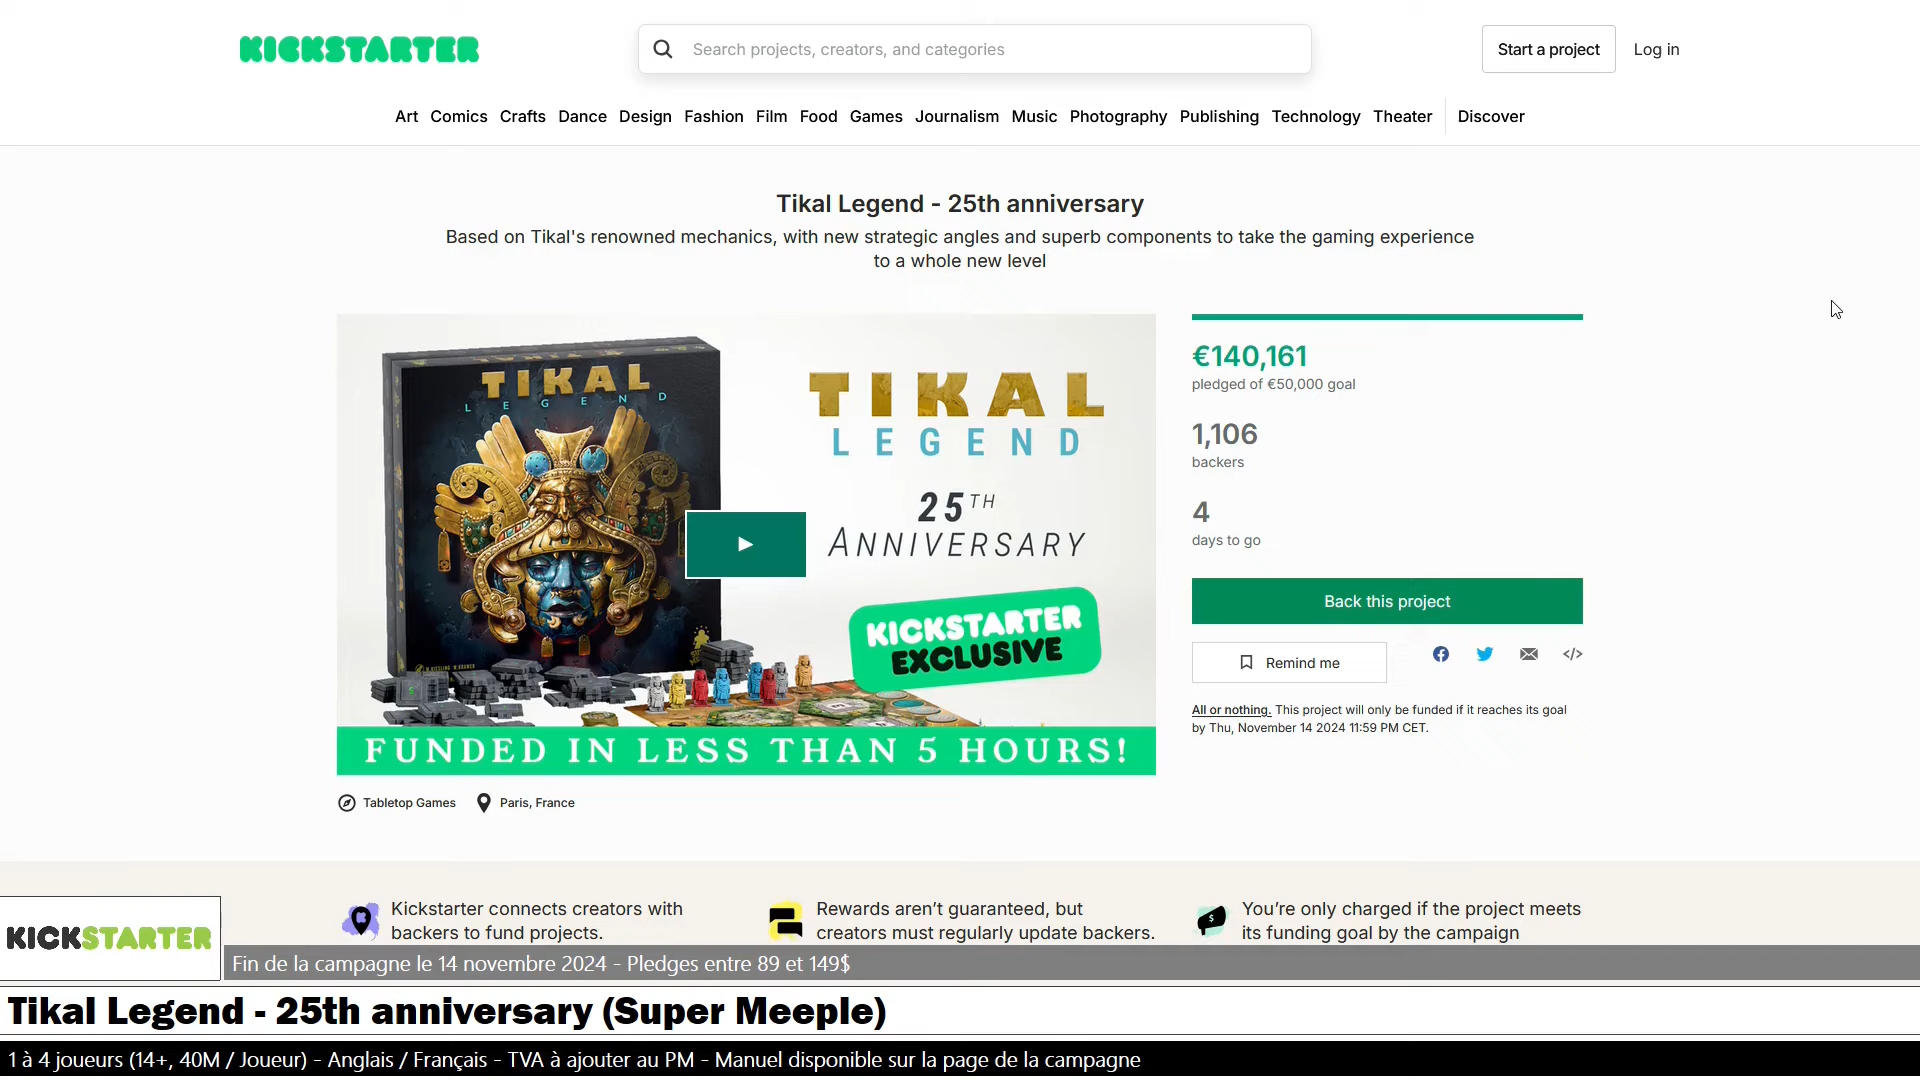 KICKSTARTER
Search projects, creators, and categories
Start a project
Log in
Art Comics Crafts Dance Design Fashion Film Food Games Journalism Music Photography Publishing Technology Theater Discover
Tikal Legend - 25th anniversary
Based on Tikal's renowned mechanics, with new strategic angles and superb components to take the gaming experience
to a whole new level
TIKAL
LEGEND
W. KIESLING W. KRAMER
TIKAL
LEGEND
25TH
ANNIVERSARY
KICKSTARTER
EXCLUSIVE
FUNDED IN LESS THAN 5 HOURS!
€140,161
pledged of €50,000 goal
1,106
backers
4
days to go
Back this project
Remind me
All or nothing. This project will only be funded if it reaches its goal
by Thu, November 14 2024 11:59 PM CET.
Tabletop Games
Paris, France
Kickstarter connects creators with
backers to fund projects.
Rewards aren’t guaranteed, but
creators must regularly update backers.
You’re only charged if the project meets
its funding goal by the campaign
KICKSTARTER
Fin de la campagne le 14 novembre 2024 - Pledges entre 89 et 149$
Tikal Legend - 25th anniversary (Super Meeple)
1 à 4 joueurs (14+, 40M / Joueur) - Anglais / Français - TVA à ajouter au PM - Manuel disponible sur la page de la campagne